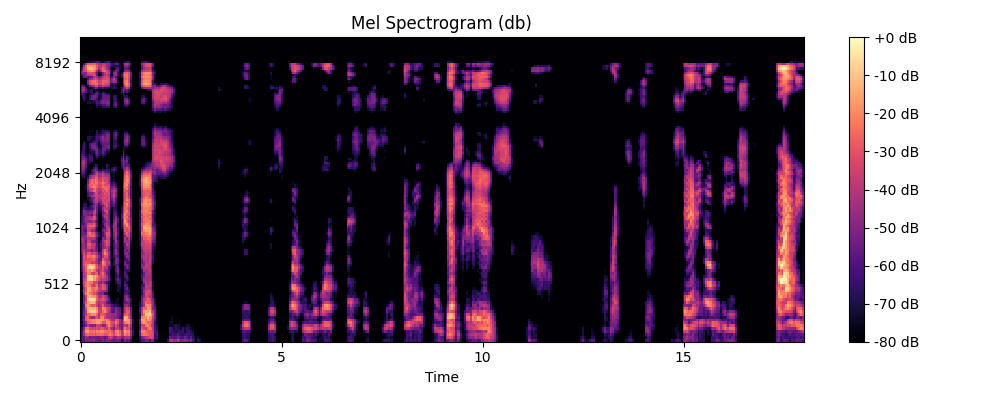 Mel Spectrogram (db)
Hz
8192
4096
2048
1024
512
0
0
5
10
15
Time
+0 dB
-10 dB
-20 dB
-30 dB
-40 dB
-50 dB
-60 dB
-70 dB
-80 dB